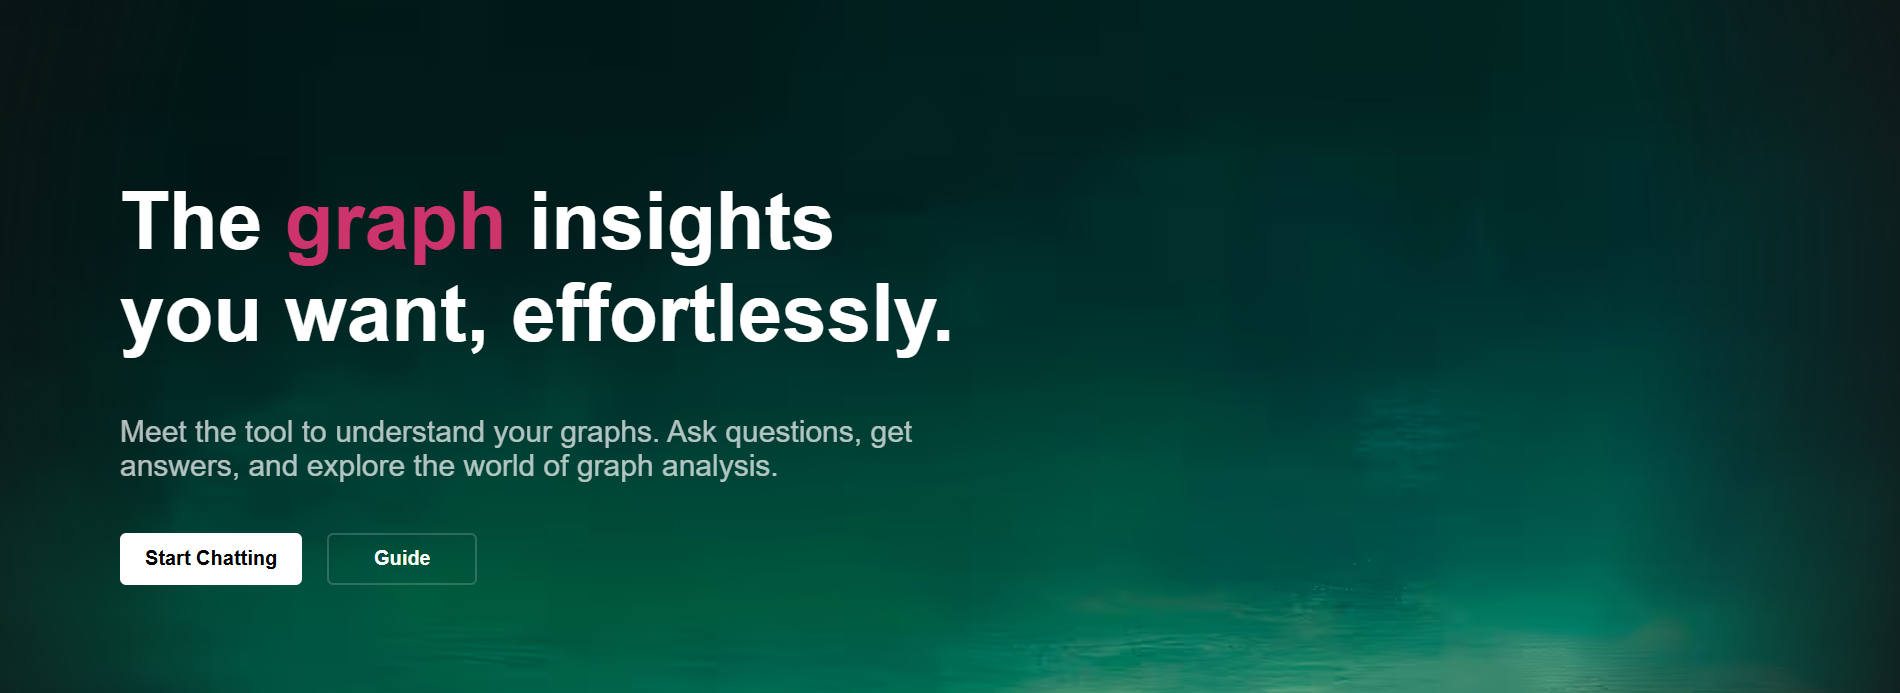 The graph insights
you want, effortlessly.
Meet the tool to understand your graphs. Ask questions, get
answers, and explore the world of graph analysis.
Start Chatting
Guide